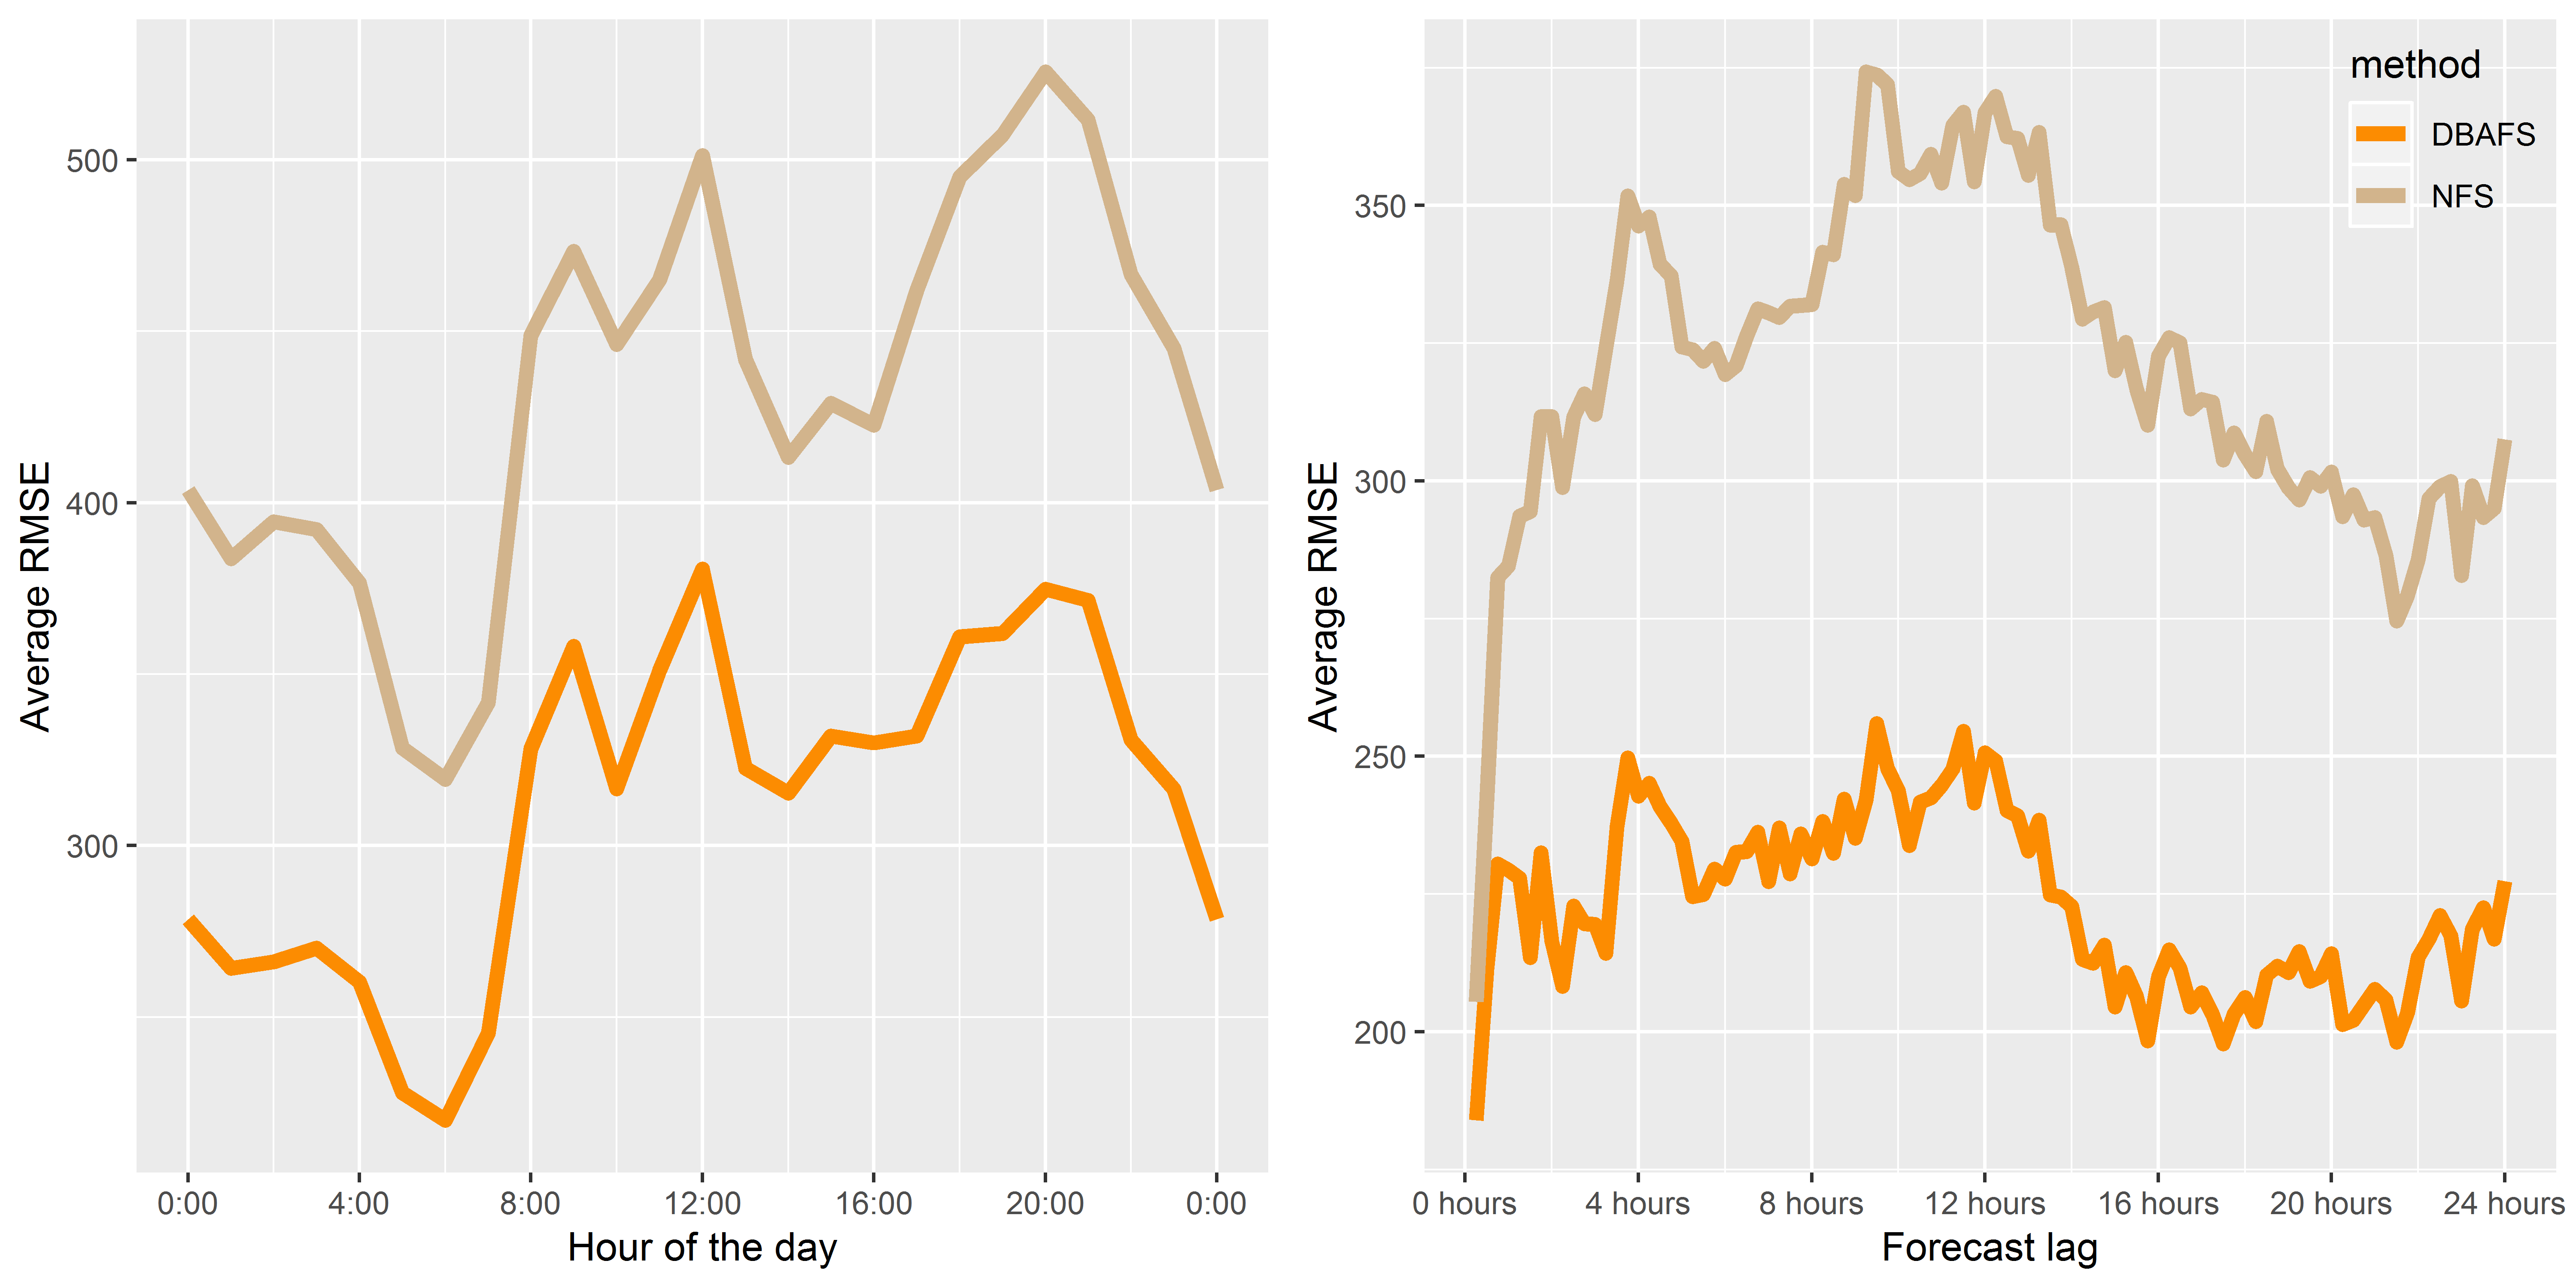 Average RMSE
500
400
300
0:00
4:00
8:00
12:00
16:00
20:00
0:00
Hour of the day
Average RMSE
350
300
250
200
0 hours
4 hours
8 hours
12 hours
16 hours
20 hours
24 hours
Forecast lag
method
DBAFS
NFS